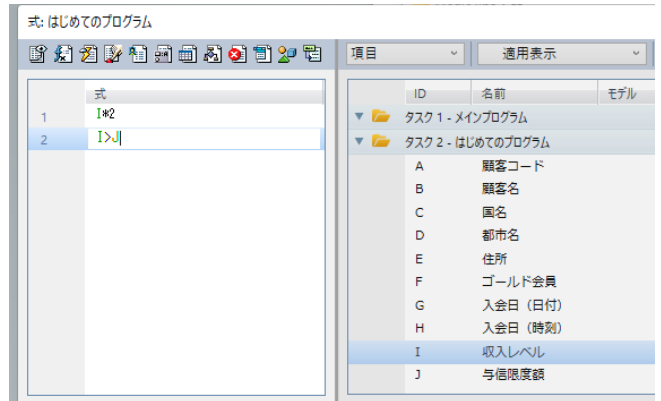 式: はじめてのプログラム
項目
適用表示
式
1 I*2
2 I>J
ID 名前 モデル
タスク 1 - メインプログラム
タスク 2 - はじめてのプログラム
A 顧客コード
B 顧客名
C 国名
D 都市名
E 住所
F ゴールド会員
G 入会日（日付）
H 入会日（時刻）
I 収入レベル
J 与信限度額